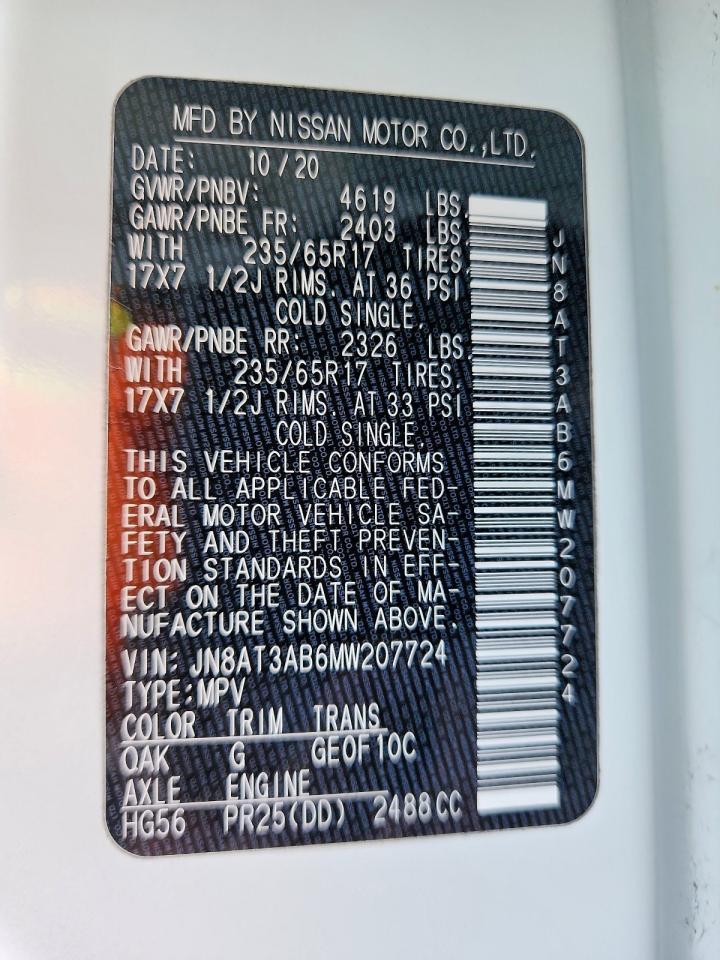 MFD BY NISSAN MOTOR CO.,LTD.
DATE: 10/20
GVWR/PNBV: 4619 LBS.
GAWR/PNBE FR: 2403 LBS.
WITH 235/65R17 TIRES,
17X7 1/2J RIMS. AT 36 PSI
COLD SINGLE.
GAWR/PNBE RR: 2326 LBS.
WITH 235/65R17 TIRES,
17X7 1/2J RIMS. AT 33 PSI
COLD SINGLE.
THIS VEHICLE CONFORMS
TO ALL APPLICABLE FED-
ERAL MOTOR VEHICLE SA-
FETY AND THEFT PREVEN-
TION STANDARDS IN EFF-
ECT ON THE DATE OF MA-
NUFACTURE SHOWN ABOVE.
VIN: JN8AT3AB6MW207724
TYPE:MPV
COLOR TRIM TRANS
QAK G GE0F10C
AXLE ENGINE
HG56 PR25(DD) 2488CC
JN8AT3AB6MW207724